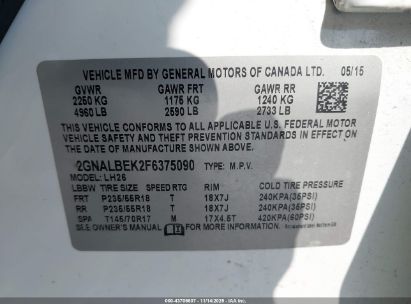 VEHICLE MFD BY GENERAL MOTORS OF CANADA LTD. 05/15
GVWR GAWR FRT GAWR RR
2250 KG 1175 KG 1240 KG
4960 LB 2590 LB 2733 LB
THIS VEHICLE CONFORMS TO ALL APPLICABLE U.S. FEDERAL MOTOR
VEHICLE SAFETY AND THEFT PREVENTION STANDARDS IN EFFECT ON
THE DATE OF MANUFACTURE SHOWN ABOVE.
2GNALBEK2F6375090 TYPE: M.P.V.
MODEL: LH26
LBBW TIRE SIZE SPEED RTG RIM COLD TIRE PRESSURE
FRT P235/55R18 T 18X7J 240KPA(35PSI)
RR P235/55R18 T 18X7J 240KPA(35PSI)
SPA T145/70R17 M 17X4.5T 420KPA(60PSI)
SEE OWNER'S MANUAL FOR MORE INFORMATION.